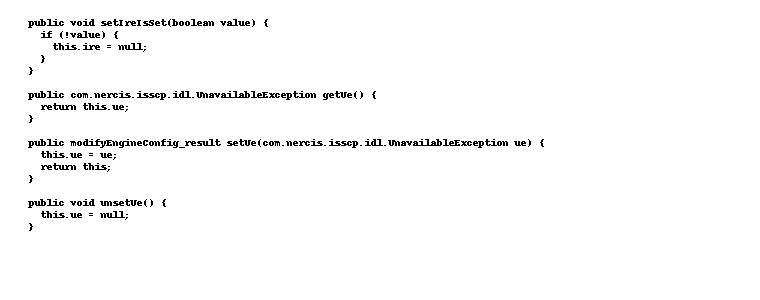 public void setIreIsSet(boolean value) {
if (!value) {
this.ire = null;
}
}
public com.nercis.isscp.idl.UnavailableException getUe() {
return this.ue;
}
public modifyEngineConfig_result setUe(com.nercis.isscp.idl.UnavailableException ue) {
this.ue = ue;
return this;
}
public void unsetUe() {
this.ue = null;
}